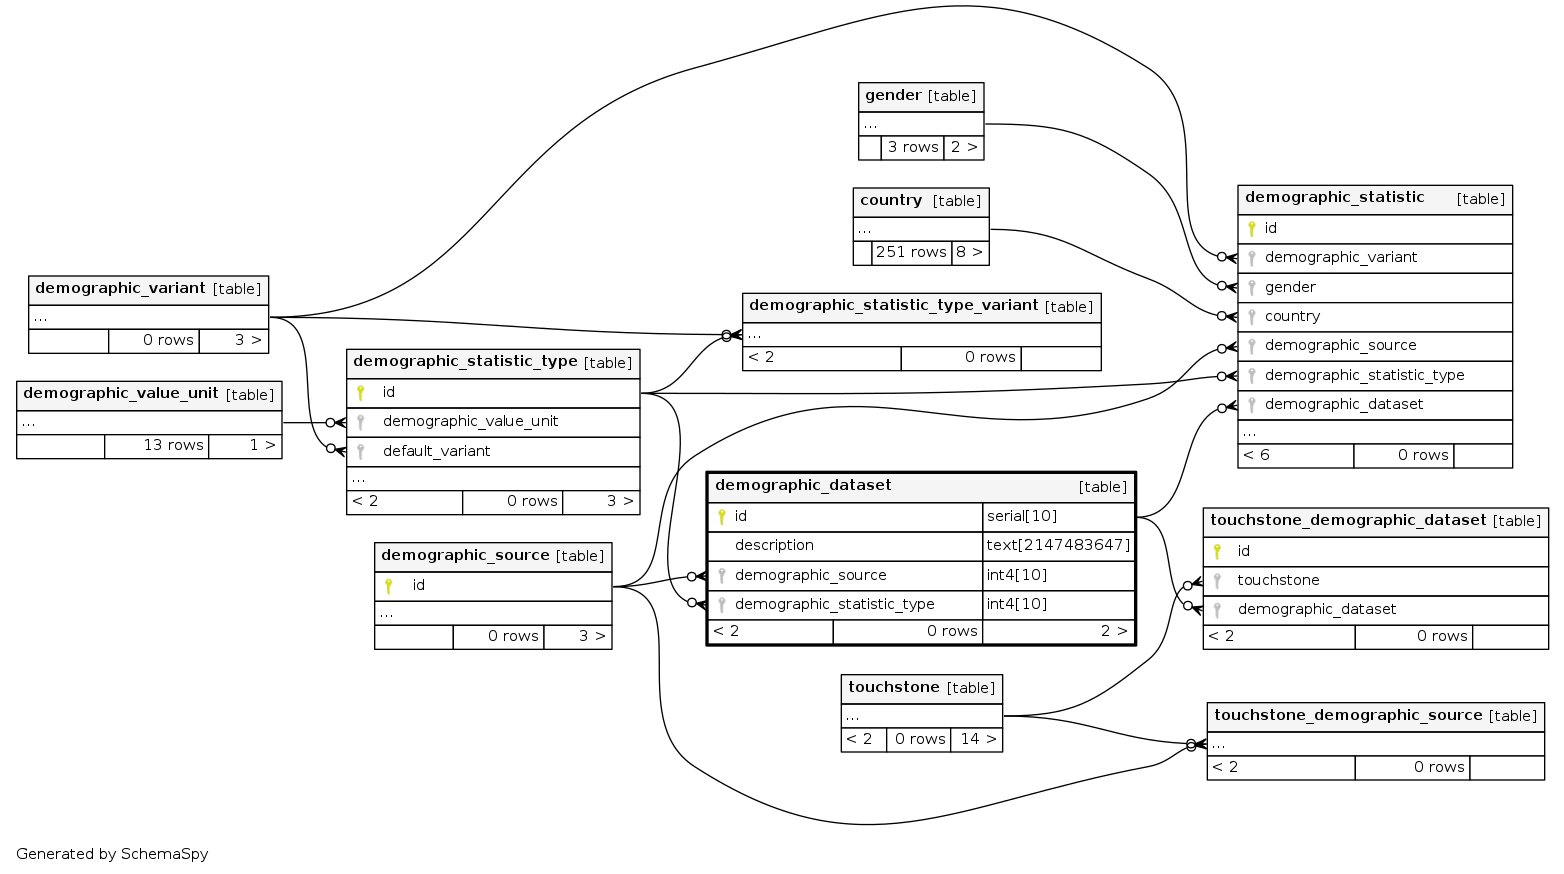 gender [table]
...
3 rows 2 >
country [table]
...
251 rows 8 >
demographic_statistic [table]
id
demographic_variant
gender
country
demographic_source
demographic_statistic_type
demographic_dataset
...
< 6 0 rows
demographic_variant [table]
...
0 rows 3 >
demographic_statistic_type_variant [table]
...
< 2 0 rows
demographic_statistic_type [table]
id
demographic_value_unit
default_variant
...
< 2 0 rows 3 >
demographic_value_unit [table]
...
13 rows 1 >
demographic_dataset [table]
id serial[10]
description text[2147483647]
demographic_source int4[10]
demographic_statistic_type int4[10]
< 2 0 rows 2 >
touchstone_demographic_dataset [table]
id
touchstone
demographic_dataset
< 2 0 rows
demographic_source [table]
id
...
0 rows 3 >
touchstone [table]
...
< 2 0 rows 14 >
touchstone_demographic_source [table]
...
< 2 0 rows
Generated by SchemaSpy